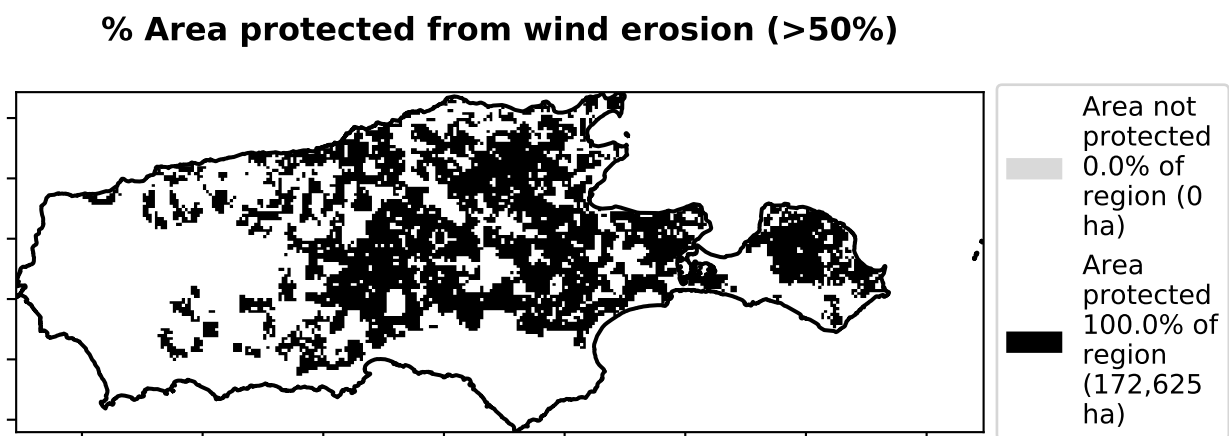 % Area protected from wind erosion (>50%)
Area not
protected
0.0% of
region (0
ha)
Area
protected
100.0% of
region
(172,625
ha)